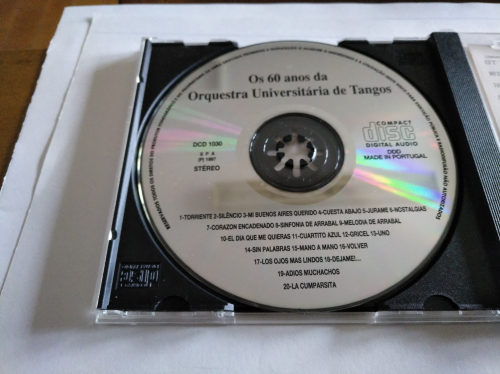 Os 60 anos da
Orquestra Universitária de Tangos
DCD 1030
S P A
(P) 1997
STÉREO
COMPACT
disc
DIGITAL AUDIO
DDD
MADE IN PORTUGAL
1-TORRIENTE 2-SILÉNCIO 3-MI BUENOS AIRES QUERIDO 4-CUESTA ABAJO 5-JURAME 6-NOSTALGIAS
7-CORAZON ENCADENADO 8-SINFONIA DE ARRABAL 9-MELODIA DE ARRABAL
10-EL DIA QUE ME QUIERAS 11-CUARTITO AZUL 12-GRICEL 13-UNO
14-SIN PALABRAS 15-MANO A MANO 16-VOLVER
17-LOS OJOS MAS LINDOS 18-DEJAME!...
19-ADIOS MUCHACHOS
20-LA CUMPARSITA